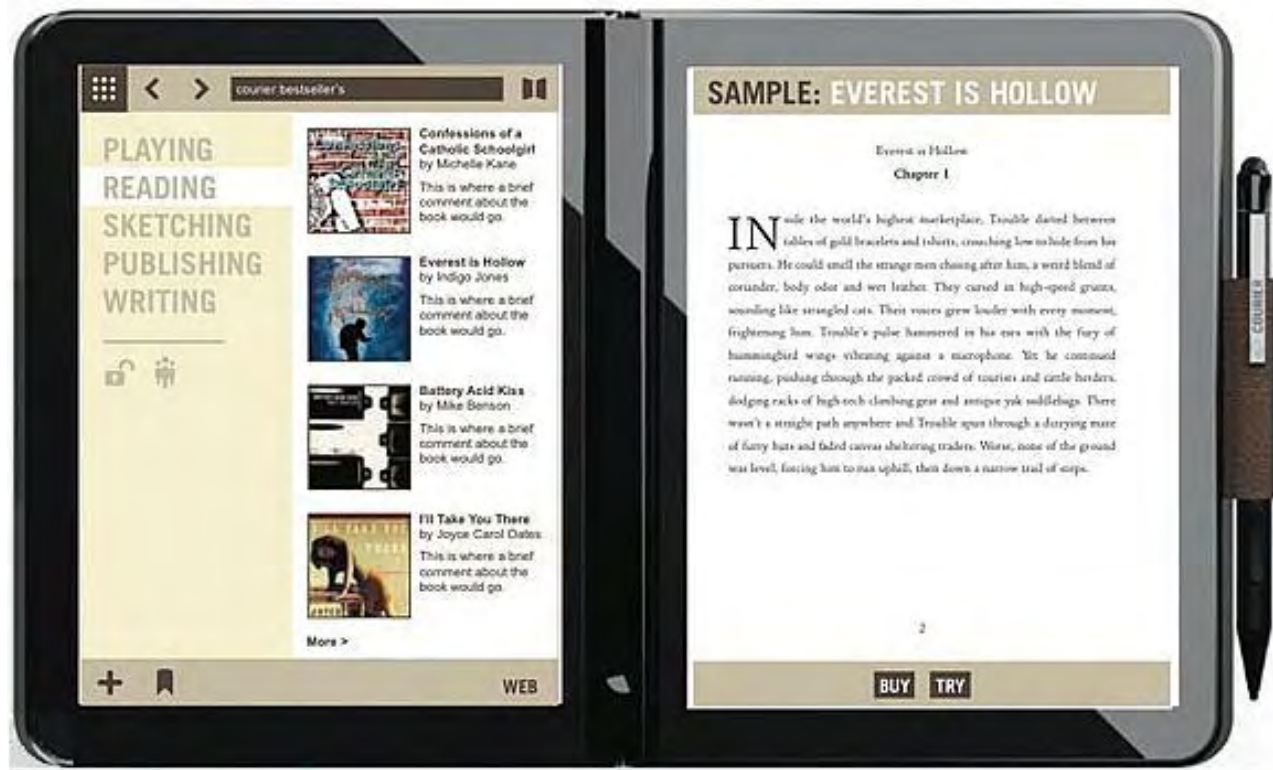 courier bestseller's
PLAYING
READING
SKETCHING
PUBLISHING
WRITING
Confessions of a
Catholic Schoolgirl
by Michelle Kane
This is where a brief
comment about the
book would go.
Everest is Hollow
by Indigo Jones
This is where a brief
comment about the
book would go.
Battery Acid Kiss
by Mike Benson
This is where a brief
comment about the
book would go.
I'll Take You There
by Joyce Carol Oates
This is where a brief
comment about the
book would go.
More >
WEB
SAMPLE: EVEREST IS HOLLOW
Everest is Hollow
Chapter 1
INside the world's highest marketplace, Trouble darted between
tables of gold bracelets and tshirts, crouching low to hide from his
pursuers. He could smell the strange men chasing after him, a weird blend of
coriander, body odor and wet leather. They cursed in high-speed grunts,
sounding like strangled cats. Their voices grew louder with every moment,
frightening him. Trouble's pulse hammered in his ears with the fury of
hummingbird wings vibrating against a microphone. Yet he continued
running, pushing through the packed crowd of tourists and cattle herders,
dodging racks of high-tech climbing gear and antique yak saddlebags. There
wasn't a straight path anywhere and Trouble spun through a dizzying maze
of furry hats and faded canvas sheltering traders. Worse, none of the ground
was level, forcing him to run uphill, then down a narrow trail of steps.
2
BUY TRY
COURIER